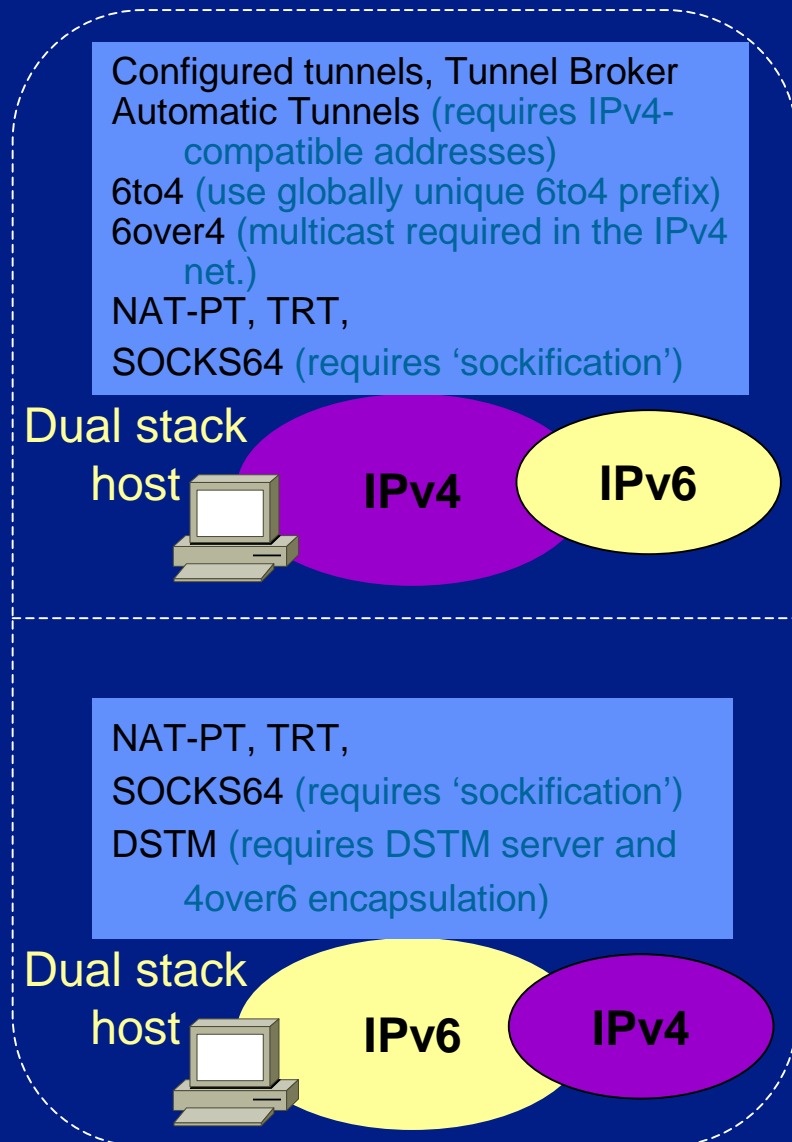 Configured tunnels, Tunnel Broker
Automatic Tunnels (requires IPv4-
compatible addresses)
6to4 (use globally unique 6to4 prefix)
6over4 (multicast required in the IPv4
net.)
NAT-PT, TRT,
SOCKS64 (requires ‘sockification’)
Dual stack
host
IPv4
IPv6
NAT-PT, TRT,
SOCKS64 (requires ‘sockification’)
DSTM (requires DSTM server and
4over6 encapsulation)
Dual stack
host
IPv6
IPv4